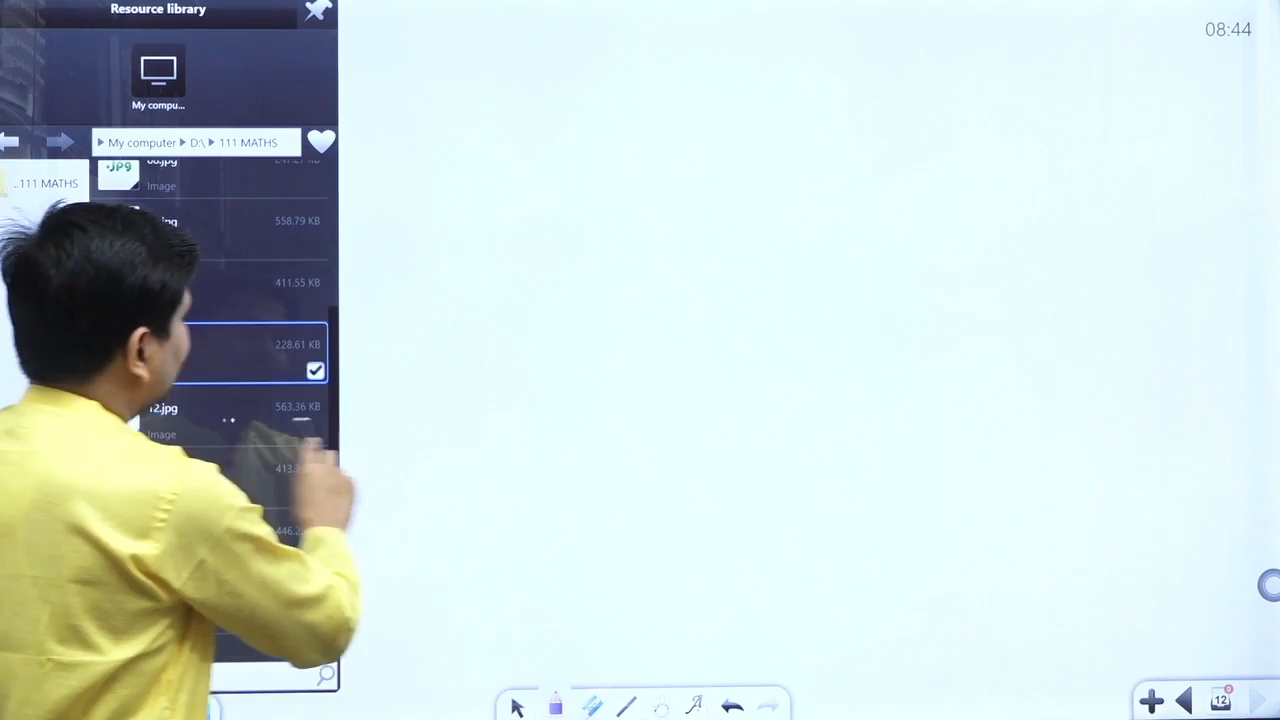 Resource library
08:44
My compu...
My computer D:\ 111 MATHS
.jpg
Image
..111 MATHS
558.79 KB
411.55 KB
228.61 KB
12.jpg
563.36 KB
Image
12